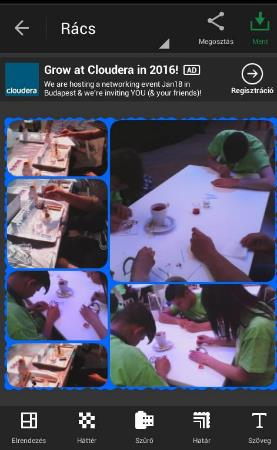 Rács
Megosztás
Ment
cloudera
Grow at Cloudera in 2016! AD
We are hosting a networking event Jan18 in
Budapest & we're inviting YOU (& your friends)!
Regisztráció
Elrendezés
Háttér
Szűrő
Határ
Szöveg